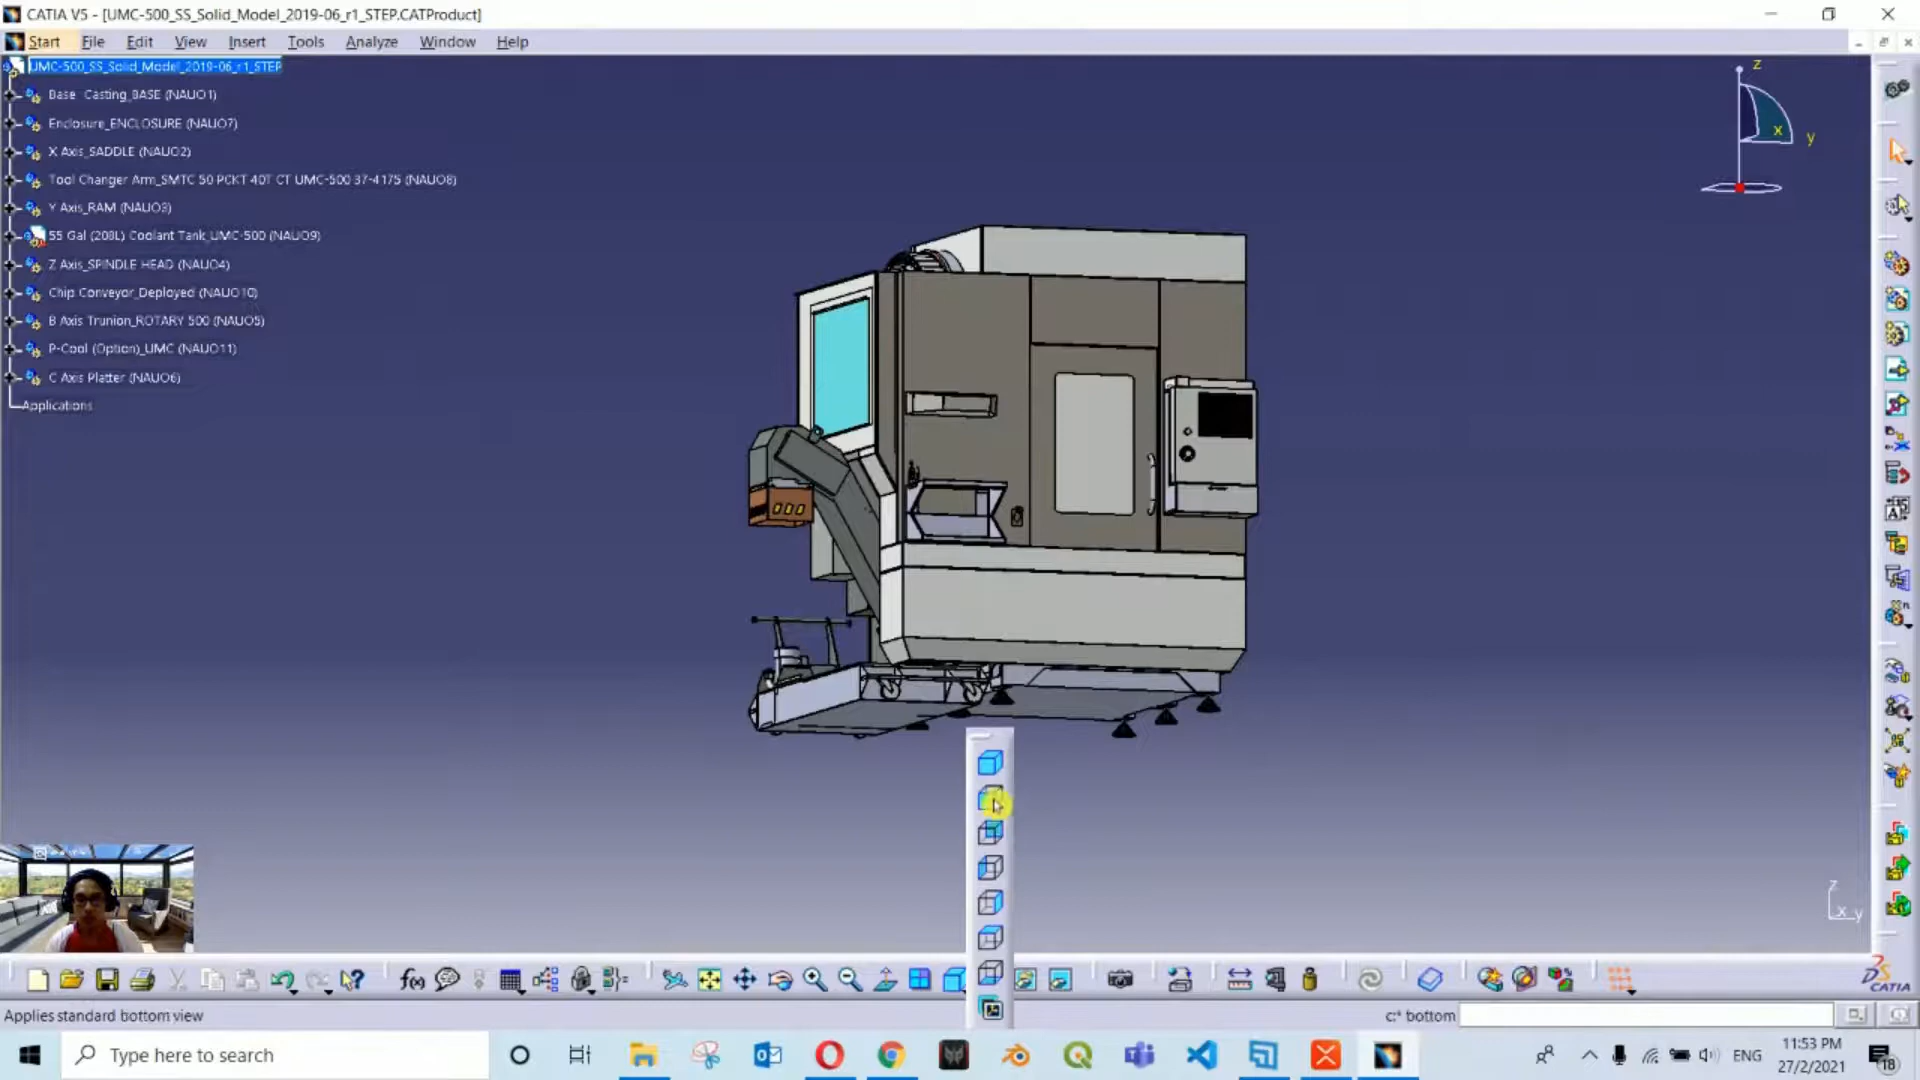 CATIA V5 - [UMC-500_SS_Solid_Model_2019-06_r1_STEP.CATProduct]
Start File Edit View Insert Tools Analyze Window Help
UMC-500_SS_Solid_Model_2019-06_r1_STEP
Base Casting_BASE (NAUO1)
Enclosure_ENCLOSURE (NAUO7)
X Axis_SADDLE (NAUO2)
Tool Changer Arm_SMTC 50 PCKT 40T CT UMC-500 37-4175 (NAUO8)
Y Axis_RAM (NAUO3)
55 Gal (208L) Coolant Tank_UMC-500 (NAUO9)
Z Axis_SPINDLE HEAD (NAUO4)
Chip Conveyor_Deployed (NAUO10)
B Axis Trunion_ROTARY 500 (NAUO5)
P-Cool (Option)_UMC (NAUO11)
C Axis Platter (NAUO6)
Applications
z
x
y
z
x y
f(x)
CATIA
Applies standard bottom view
c:* bottom
Type here to search
ENG
11:53 PM
27/2/2021
18